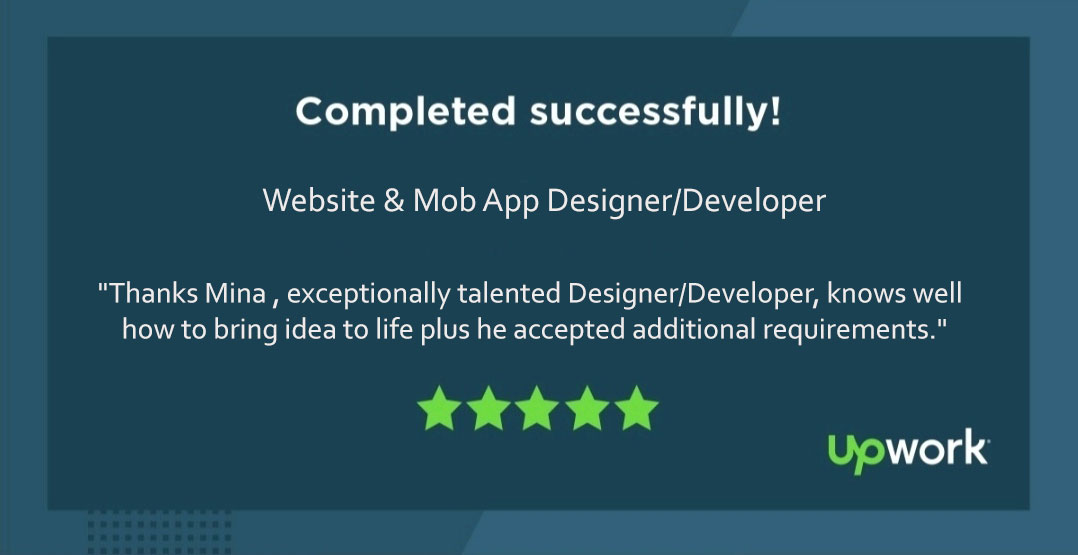 Completed successfully!
Website & Mob App Designer/Developer
"Thanks Mina , exceptionally talented Designer/Developer, knows well
how to bring idea to life plus he accepted additional requirements."
upwork